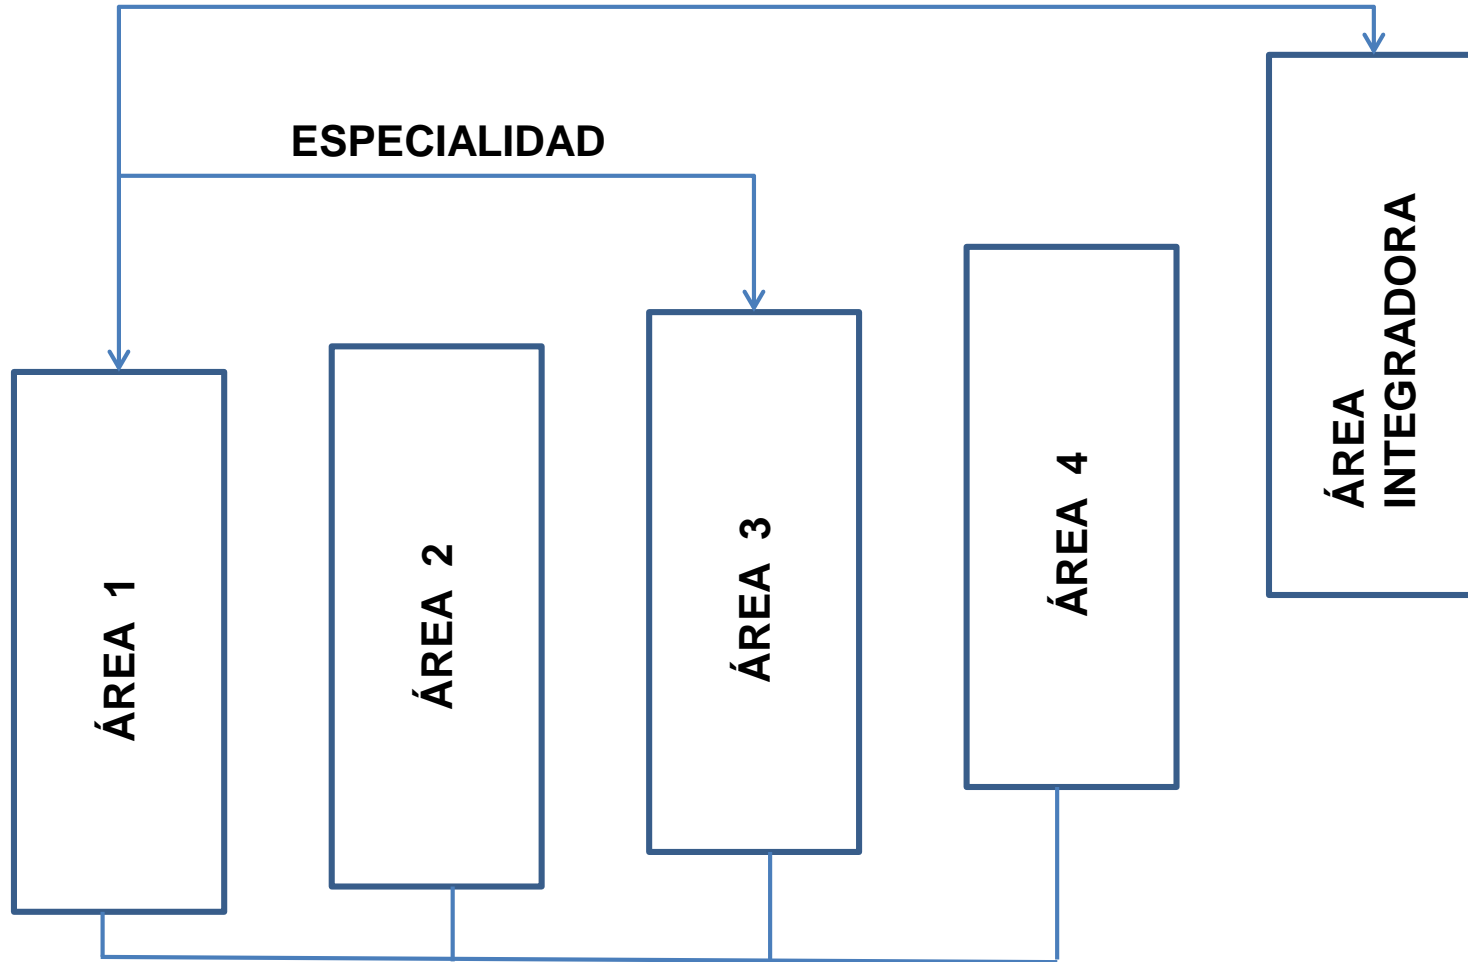 ESPECIALIDAD
ÁREA 1
ÁREA 2
ÁREA 3
ÁREA 4
ÁREA
INTEGRADORA